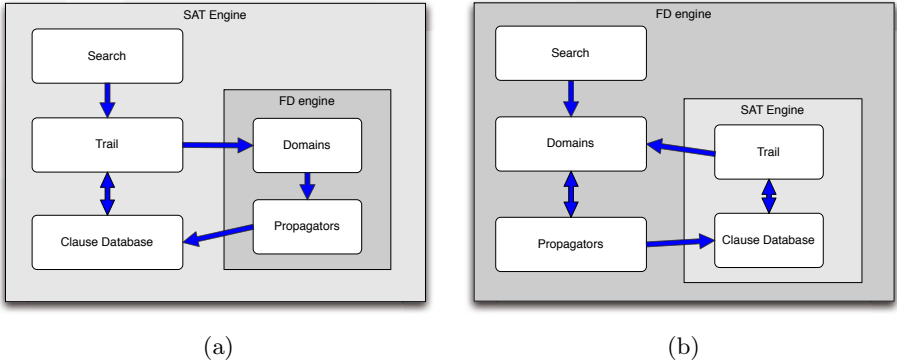 SAT Engine
Search
FD engine
Trail
Domains
Clause Database
Propagators
(a)
FD engine
Search
SAT Engine
Domains
Trail
Propagators
Clause Database
(b)